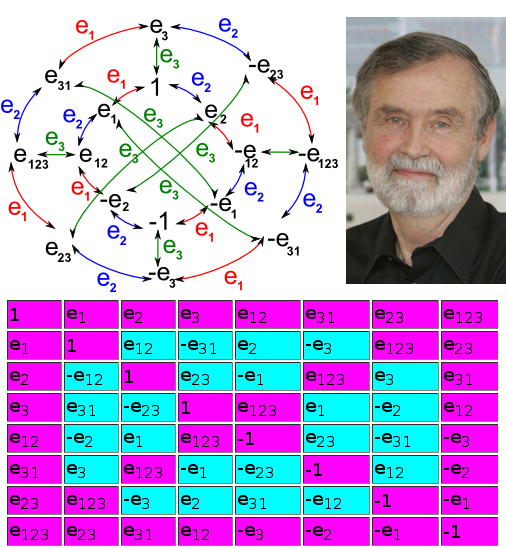 e₁ e₃ e₂
e₃
e₃₁ e₁ 1 e₂ -e₂₃
e₁
e₂ e₂ e₁ e₃ e₂ e₁
e₃ e₃ e₃
e₁₂₃ e₁₂ -e₁₂ -e₁₂₃
e₁ e₃ e₂
e₁ -e₂ -e₁ e₂
e₂ -1 e₁
e₂₃ e₃ -e₃₁
e₂ -e₃ e₁
1 e₁ e₂ e₃ e₁₂ e₃₁ e₂₃ e₁₂₃
e₁ 1 e₁₂ -e₃₁ e₂ -e₃ e₁₂₃ e₂₃
e₂ -e₁₂ 1 e₂₃ -e₁ e₁₂₃ e₃ e₃₁
e₃ e₃₁ -e₂₃ 1 e₁₂₃ e₁ -e₂ e₁₂
e₁₂ -e₂ e₁ e₁₂₃ -1 e₂₃ -e₃₁ -e₃
e₃₁ e₃ e₁₂₃ -e₁ -e₂₃ -1 e₁₂ -e₂
e₂₃ e₁₂₃ -e₃ e₂ e₃₁ -e₁₂ -1 -e₁
e₁₂₃ e₂₃ e₃₁ e₁₂ -e₃ -e₂ -e₁ -1